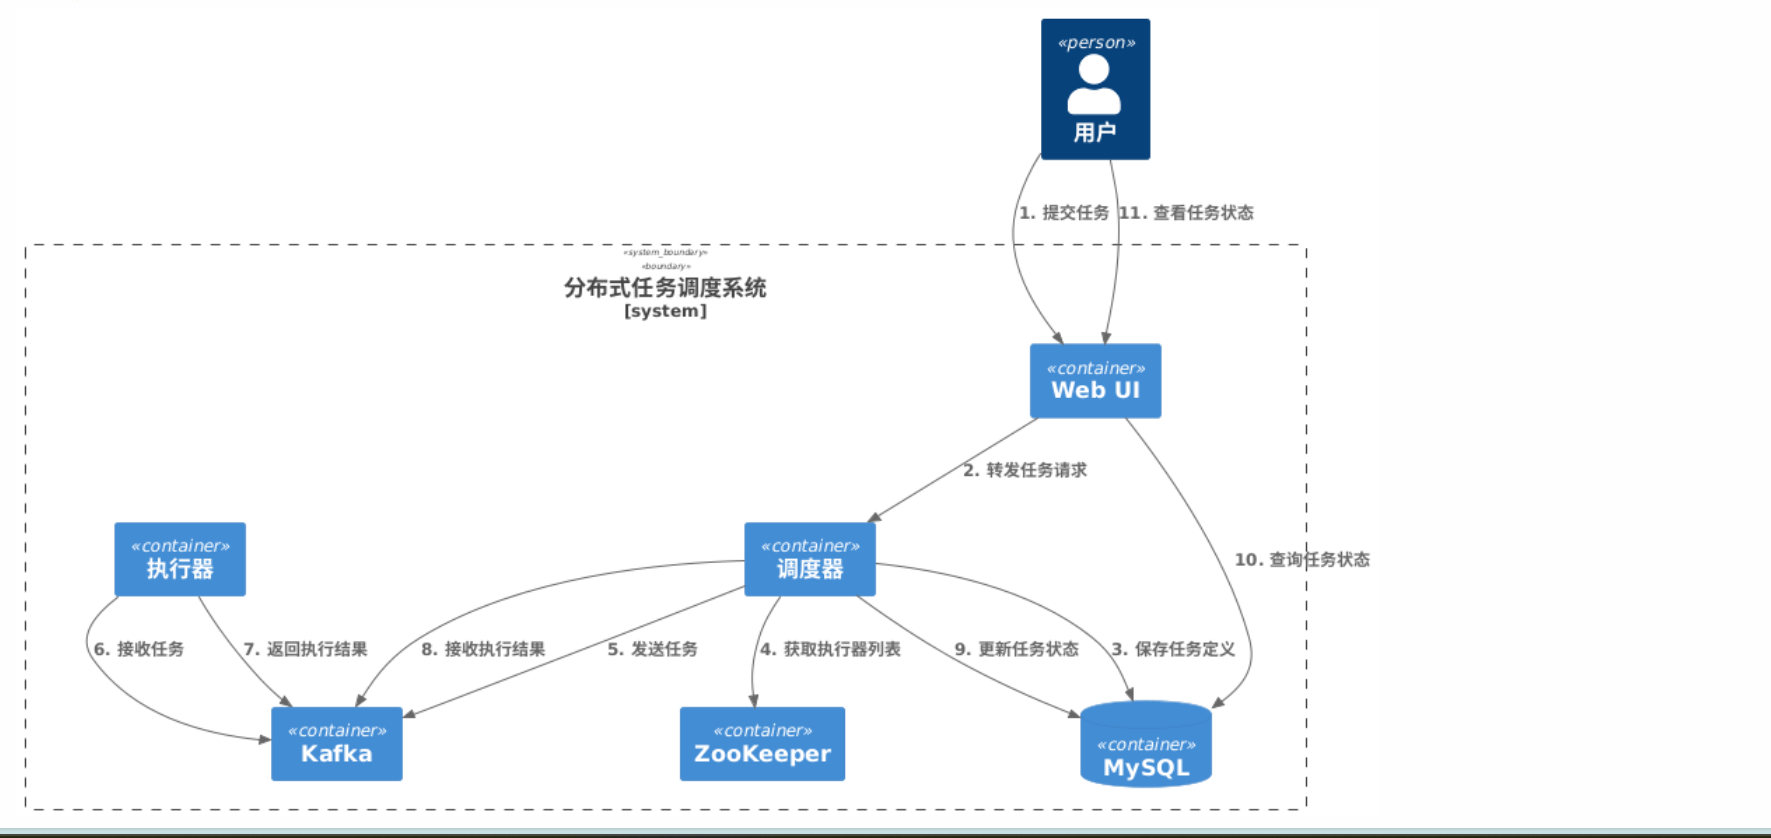 «person»
用户
1. 提交任务
11. 查看任务状态
«system_boundary»
«boundary»
分布式任务调度系统
[system]
«container»
Web UI
2. 转发任务请求
10. 查询任务状态
«container»
执行器
«container»
调度器
6. 接收任务
7. 返回执行结果
8. 接收执行结果
5. 发送任务
4. 获取执行器列表
9. 更新任务状态
3. 保存任务定义
«container»
Kafka
«container»
ZooKeeper
«container»
MySQL